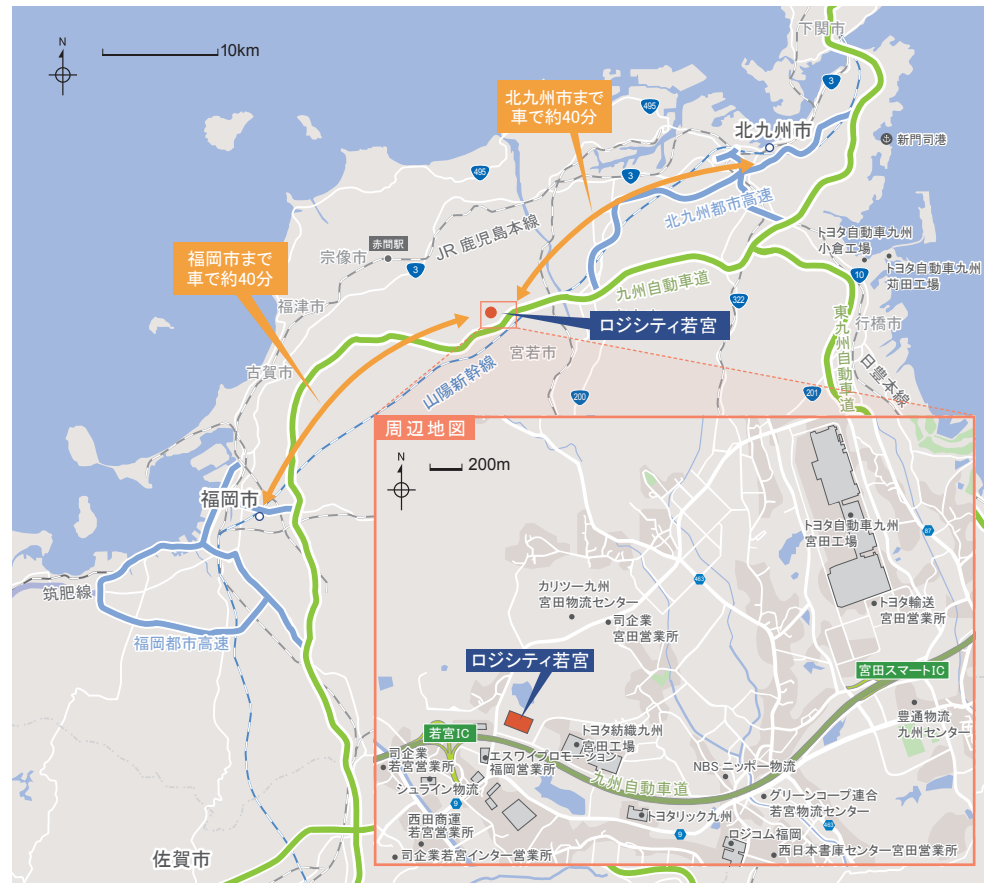 下関市
N
10km
3
北九州市まで
車で約40分
495
北九州市
新門司港
495
3
北九州都市高速
JR鹿児島本線
トヨタ自動車九州
小倉工場
赤間駅
宗像市
3
福岡市まで
車で約40分
10
トヨタ自動車九州
苅田工場
九州自動車道
322
福津市
ロジシティ若宮
行橋市
東九州自動車道
宮若市
日豊本線
古賀市
山陽新幹線
200
201
周辺地図
N
200m
福岡市
トヨタ自動車九州
宮田工場
87
463
カリツー九州
宮田物流センター
司企業
宮田営業所
トヨタ輸送
宮田営業所
筑肥線
福岡都市高速
ロジシティ若宮
宮田スマートIC
若宮IC
トヨタ紡織九州
宮田工場
豊通物流
九州センター
司企業
若宮営業所
エスワイプロモーション
福岡営業所
NBSニッポー物流
九州自動車道
シュライン物流
9
グリーンコープ連合
若宮物流センター
西田商運
若宮営業所
トヨタリック九州
9
463
ロジコム福岡
佐賀市
司企業若宮インター営業所
西日本書庫センター宮田営業所